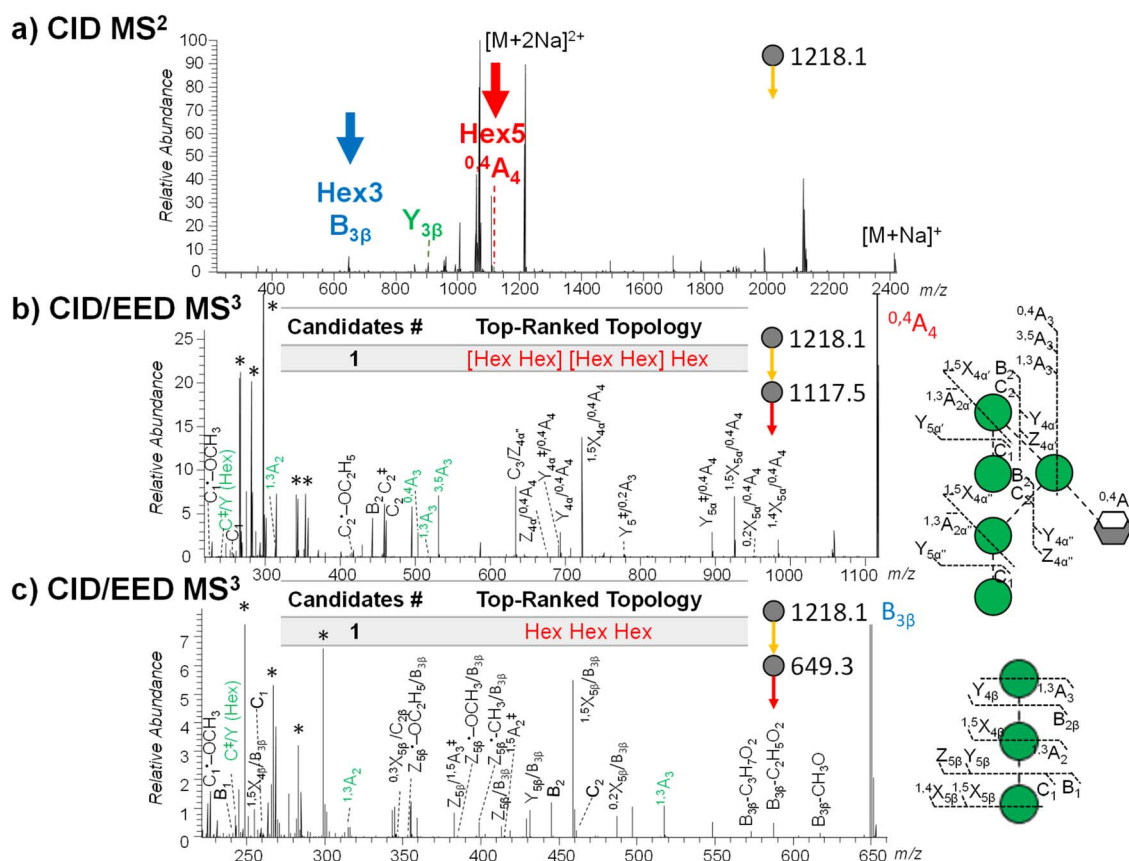 a) CID MS²
Relative Abundance
100
90
80
70
60
50
40
30
20
10
0
[M+2Na]²⁺
1218.1
Hex5
⁰,⁴A₄
Hex3
B₃β
Y₃β
[M+Na]⁺
400 600 800 1000 1200 1400 1600 1800 2000 2200 2400 m/z
b) CID/EED MS³
Relative Abundance
25
20
15
10
5
0
*
Candidates # Top-Ranked Topology
1 [Hex Hex] [Hex Hex] Hex
1218.1
1117.5
⁰,⁴A₄
*
*
**
C₁•–OCH₃
C‡/Y (Hex)
C₁
¹,³A₂
C₂•–OC₂H₅
B₂
C₂‡
C₂
⁰,⁴A₃
¹,³A₃
³,⁵A₃
C₃/Z₄α"
Z₄α/⁰,⁴A₄
Y₄α‡/⁰,⁴A₄
Y₄α/⁰,⁴A₄
¹,⁵X₄α/⁰,⁴A₄
Y₅‡/⁰,²A₃
Y₅α‡/⁰,⁴A₄
¹,⁵X₅α/⁰,⁴A₄
⁰,²X₅α/⁰,⁴A₄
¹,⁴X₅α/⁰,⁴A₄
300 400 500 600 700 800 900 1000 1100 m/z
⁰,⁴A₃
³,⁵A₃
¹,³A₃
¹,⁵X₄α'
B₂
C₂
¹,³A₂α'
Y₄α'
Z₄α'
Y₅α'
C₁
B₂
C₂
¹,⁵X₄α"
⁰,⁴A
¹,³A₂α"
Y₄α"
Z₄α"
Y₅α"
C₁
c) CID/EED MS³
Relative Abundance
7
6
5
4
3
2
1
0
Candidates # Top-Ranked Topology
1 Hex Hex Hex
1218.1
649.3
B₃β
*
*
*
*
C₁•–OCH₃
B₁
C‡/Y (Hex)
¹,⁵X₄β/B₃β
C₁
¹,³A₂
⁰,³X₅β/C₂β
Z₅β•–OC₂H₅/B₃β
Z₅β/¹,⁵A₃‡
Z₅β•–OCH₃/B₃β
Z₅β•–CH₃/B₃β
Z₅β/B₃β
¹,⁵A₂‡
Y₅β/B₃β
B₂
¹,⁵X₅β/B₃β
C₂
⁰,²X₅β/B₃β
¹,³A₃
B₃β-C₃H₇O₂
B₃β-C₂H₅O₂
B₃β-CH₃O
250 300 350 400 450 500 550 600 650 m/z
Y₄β
¹,³A₃
B₂β
¹,⁵X₄β
¹,³A₂
Z₅β Y₅β
C₁ B₁
¹,⁴X₅β ¹,⁵X₅β